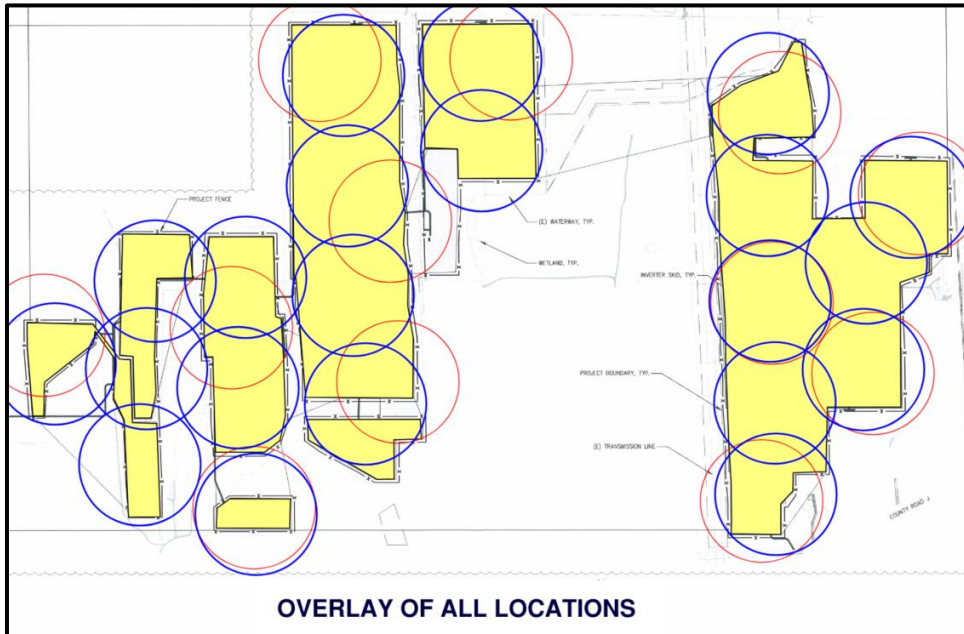 PROJECT FENCE
(E) WATERWAY, TYP.
WETLAND, TYP.
INVERTER SKID, TYP.
PROJECT BOUNDARY, TYP.
(E) TRANSMISSION LINE
COUNTY ROAD J
OVERLAY OF ALL LOCATIONS